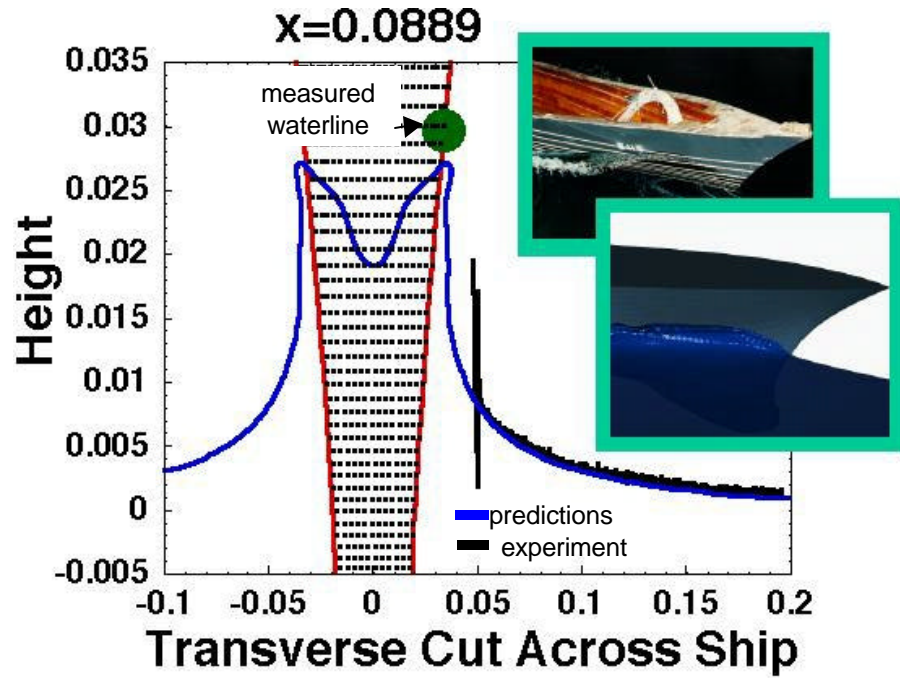 x=0.0889
0.035
0.03
0.025
0.02
0.015
0.01
0.005
0
-0.005
Height
measured
waterline
predictions
experiment
-0.1 -0.05 0 0.05 0.1 0.15 0.2
Transverse Cut Across Ship